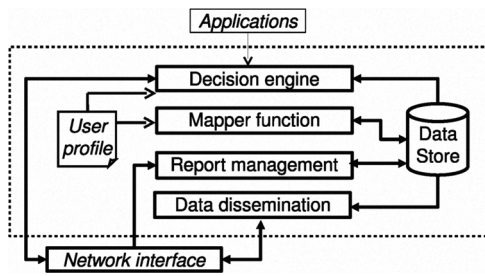 Applications
Decision engine
User
profile
Mapper function
Data
Store
Report management
Data dissemination
Network interface